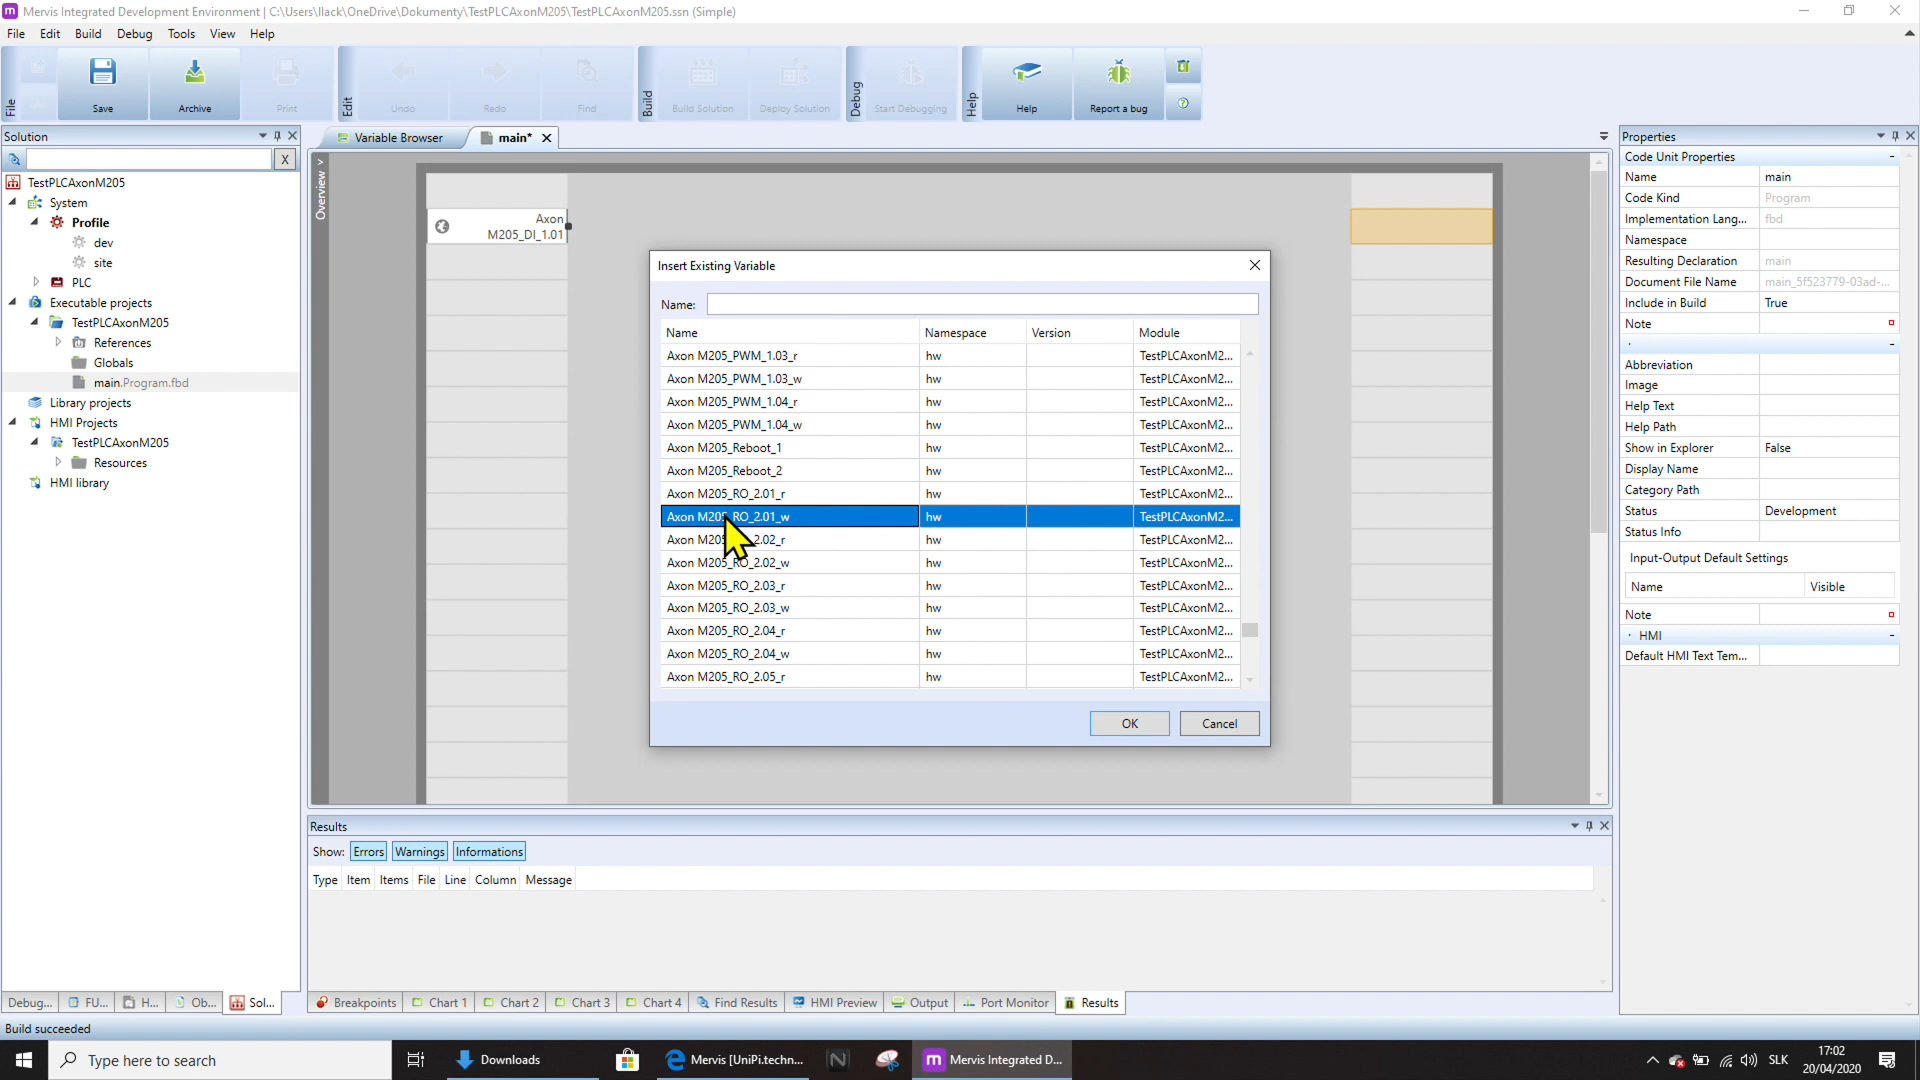 Mervis Integrated Development Environment | C:\Users\llack\OneDrive\Dokumenty\TestPLCAxonM205\TestPLCAxonM205.ssn (Simple)
File Edit Build Debug Tools View Help
File Save Archive Print Edit Undo Redo Find Build Build Solution Deploy Solution Debug Start Debugging Help Help Report a bug
Solution
X
TestPLCAxonM205
System
Profile
dev
site
PLC
Executable projects
TestPLCAxonM205
References
Globals
main.Program.fbd
Library projects
HMI Projects
TestPLCAxonM205
Resources
HMI library
Debug... FU... H... Ob... Sol...
Variable Browser main*
Overview
Axon
M205_DI_1.01
Insert Existing Variable
Name:
Name Namespace Version Module
Axon M205_PWM_1.03_r hw TestPLCAxonM2...
Axon M205_PWM_1.03_w hw TestPLCAxonM2...
Axon M205_PWM_1.04_r hw TestPLCAxonM2...
Axon M205_PWM_1.04_w hw TestPLCAxonM2...
Axon M205_Reboot_1 hw TestPLCAxonM2...
Axon M205_Reboot_2 hw TestPLCAxonM2...
Axon M205_RO_2.01_r hw TestPLCAxonM2...
Axon M205_RO_2.01_w hw TestPLCAxonM2...
Axon M205 2.02_r hw TestPLCAxonM2...
Axon M205_RO_2.02_w hw TestPLCAxonM2...
Axon M205_RO_2.03_r hw TestPLCAxonM2...
Axon M205_RO_2.03_w hw TestPLCAxonM2...
Axon M205_RO_2.04_r hw TestPLCAxonM2...
Axon M205_RO_2.04_w hw TestPLCAxonM2...
Axon M205_RO_2.05_r hw TestPLCAxonM2...
OK Cancel
Results
Show: Errors Warnings Informations
Type Item Items File Line Column Message
Breakpoints Chart 1 Chart 2 Chart 3 Chart 4 Find Results HMI Preview Output Port Monitor Results
Properties
Code Unit Properties
Name main
Code Kind Program
Implementation Lang... fbd
Namespace
Resulting Declaration main
Document File Name main_5f523779-03ad-...
Include in Build True
Note
Abbreviation
Image
Help Text
Help Path
Show in Explorer False
Display Name
Category Path
Status Development
Status Info
Input-Output Default Settings
Name Visible
Note
HMI
Default HMI Text Tem...
Build succeeded
Type here to search Downloads Mervis [UniPi.techn... Mervis Integrated D... SLK 17:02
20/04/2020